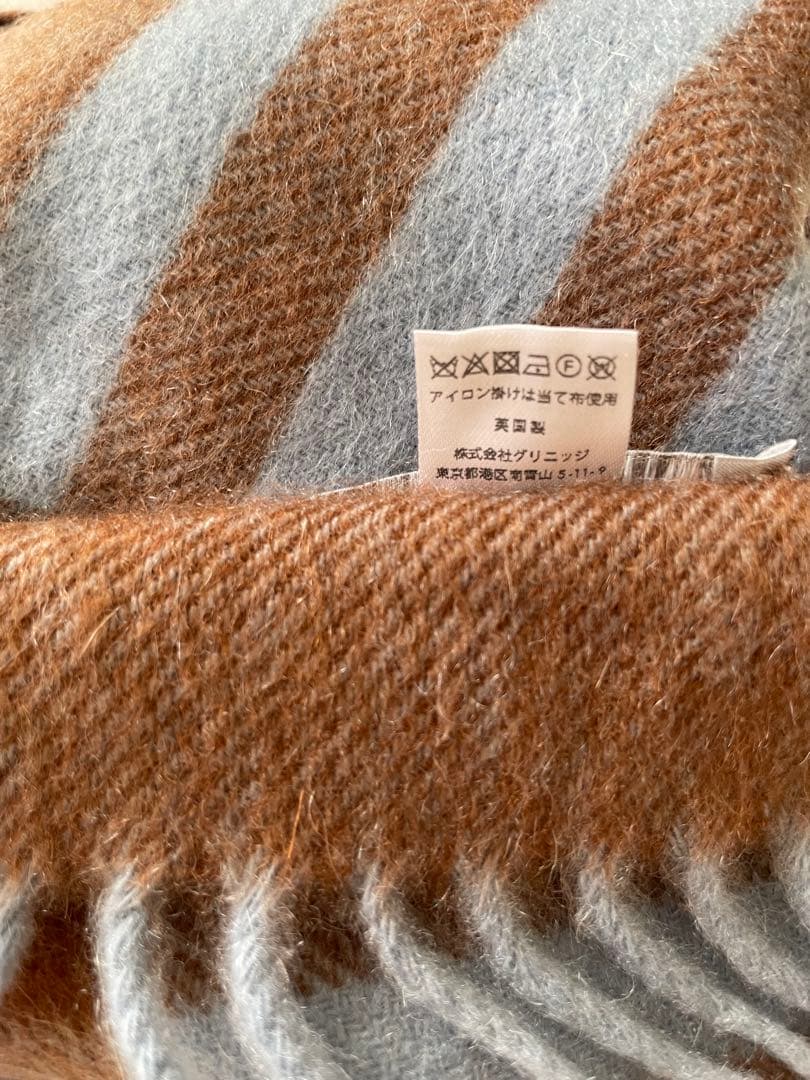 F W
アイロン掛けは当て布使用
英国製
株式会社グリニッジ
東京都港区南青山 5-11-9